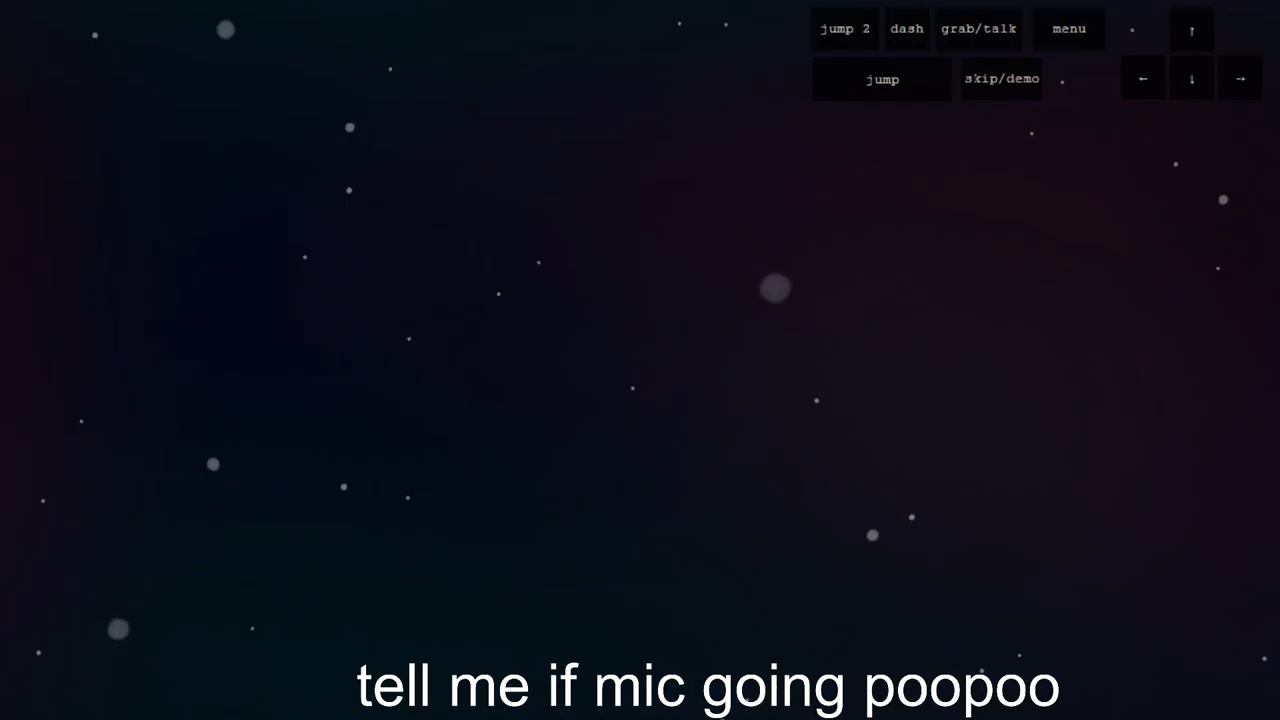 jump 2 dash grab/talk menu ↑
jump skip/demo ← ↓ →
tell me if mic going poopoo